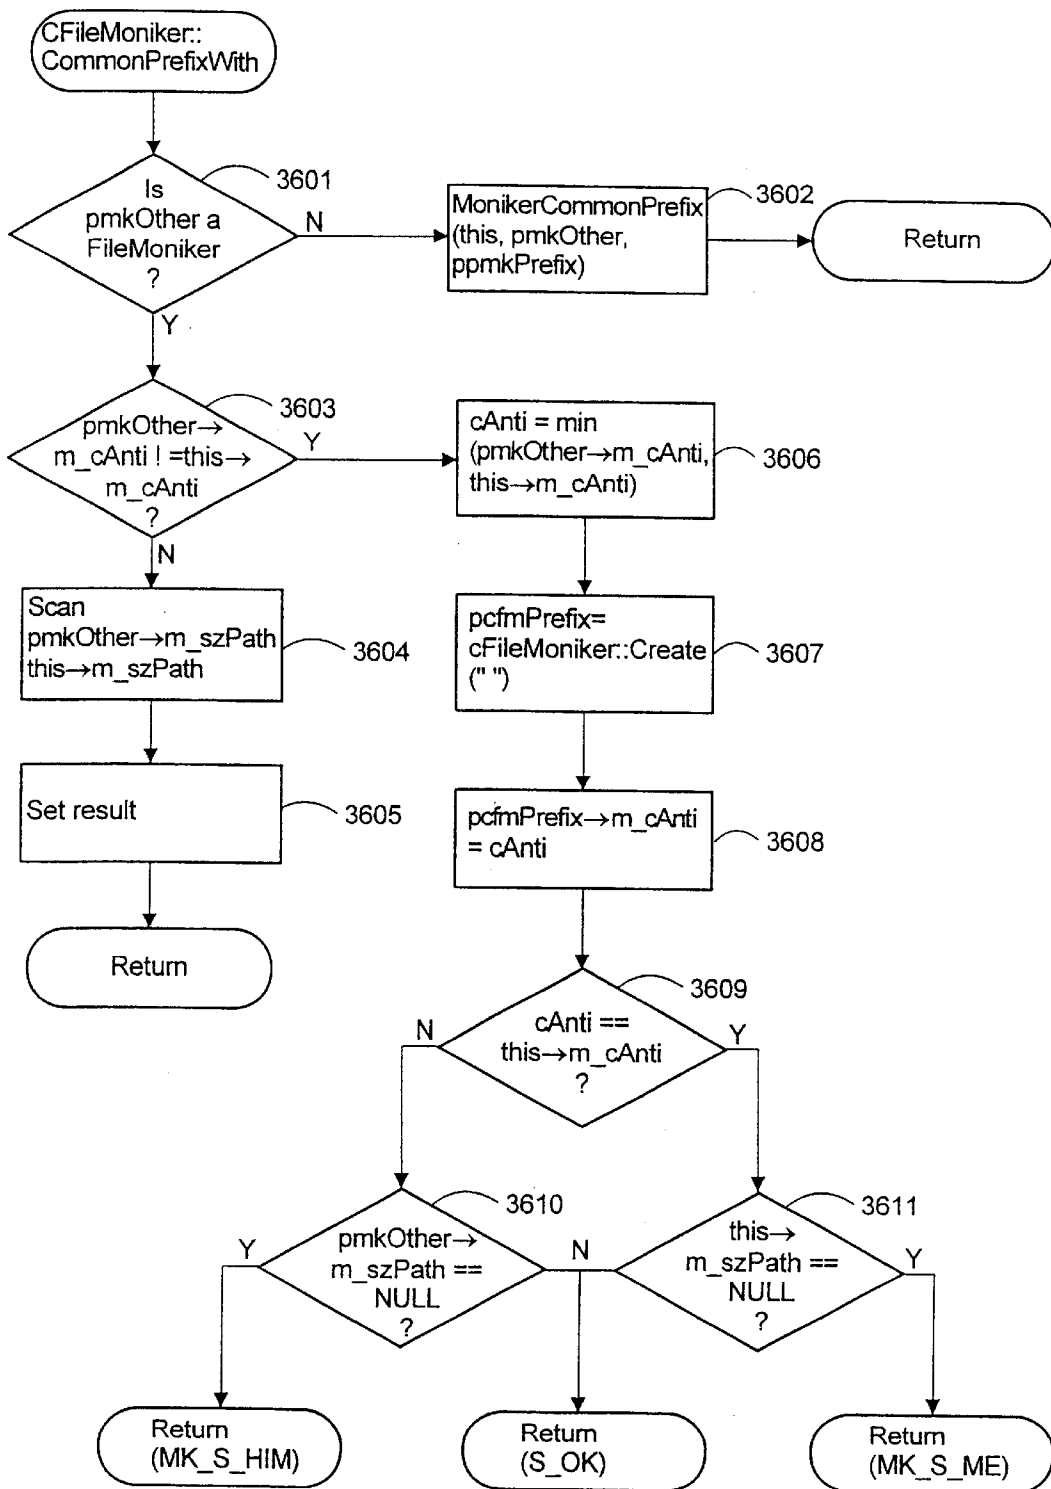 CFileMoniker::
CommonPrefixWith
3601
Is
pmkOther a
FileMoniker
?
N
Y
3602
MonikerCommonPrefix
(this, pmkOther,
ppmkPrefix)
Return
3603
pmkOther→
m_cAnti ! =this→
m_cAnti
?
Y
N
cAnti = min
(pmkOther→m_cAnti,
this→m_cAnti)
3606
Scan
pmkOther→m_szPath
this→m_szPath
3604
pcfmPrefix=
cFileMoniker::Create
(" ")
3607
Set result
3605
pcfmPrefix→m_cAnti
= cAnti
3608
Return
3609
cAnti ==
this→m_cAnti
?
N
Y
3610
pmkOther→
m_szPath ==
NULL
?
Y
N
3611
this→
m_szPath ==
NULL
?
Y
Return
(MK_S_HIM)
Return
(S_OK)
Return
(MK_S_ME)